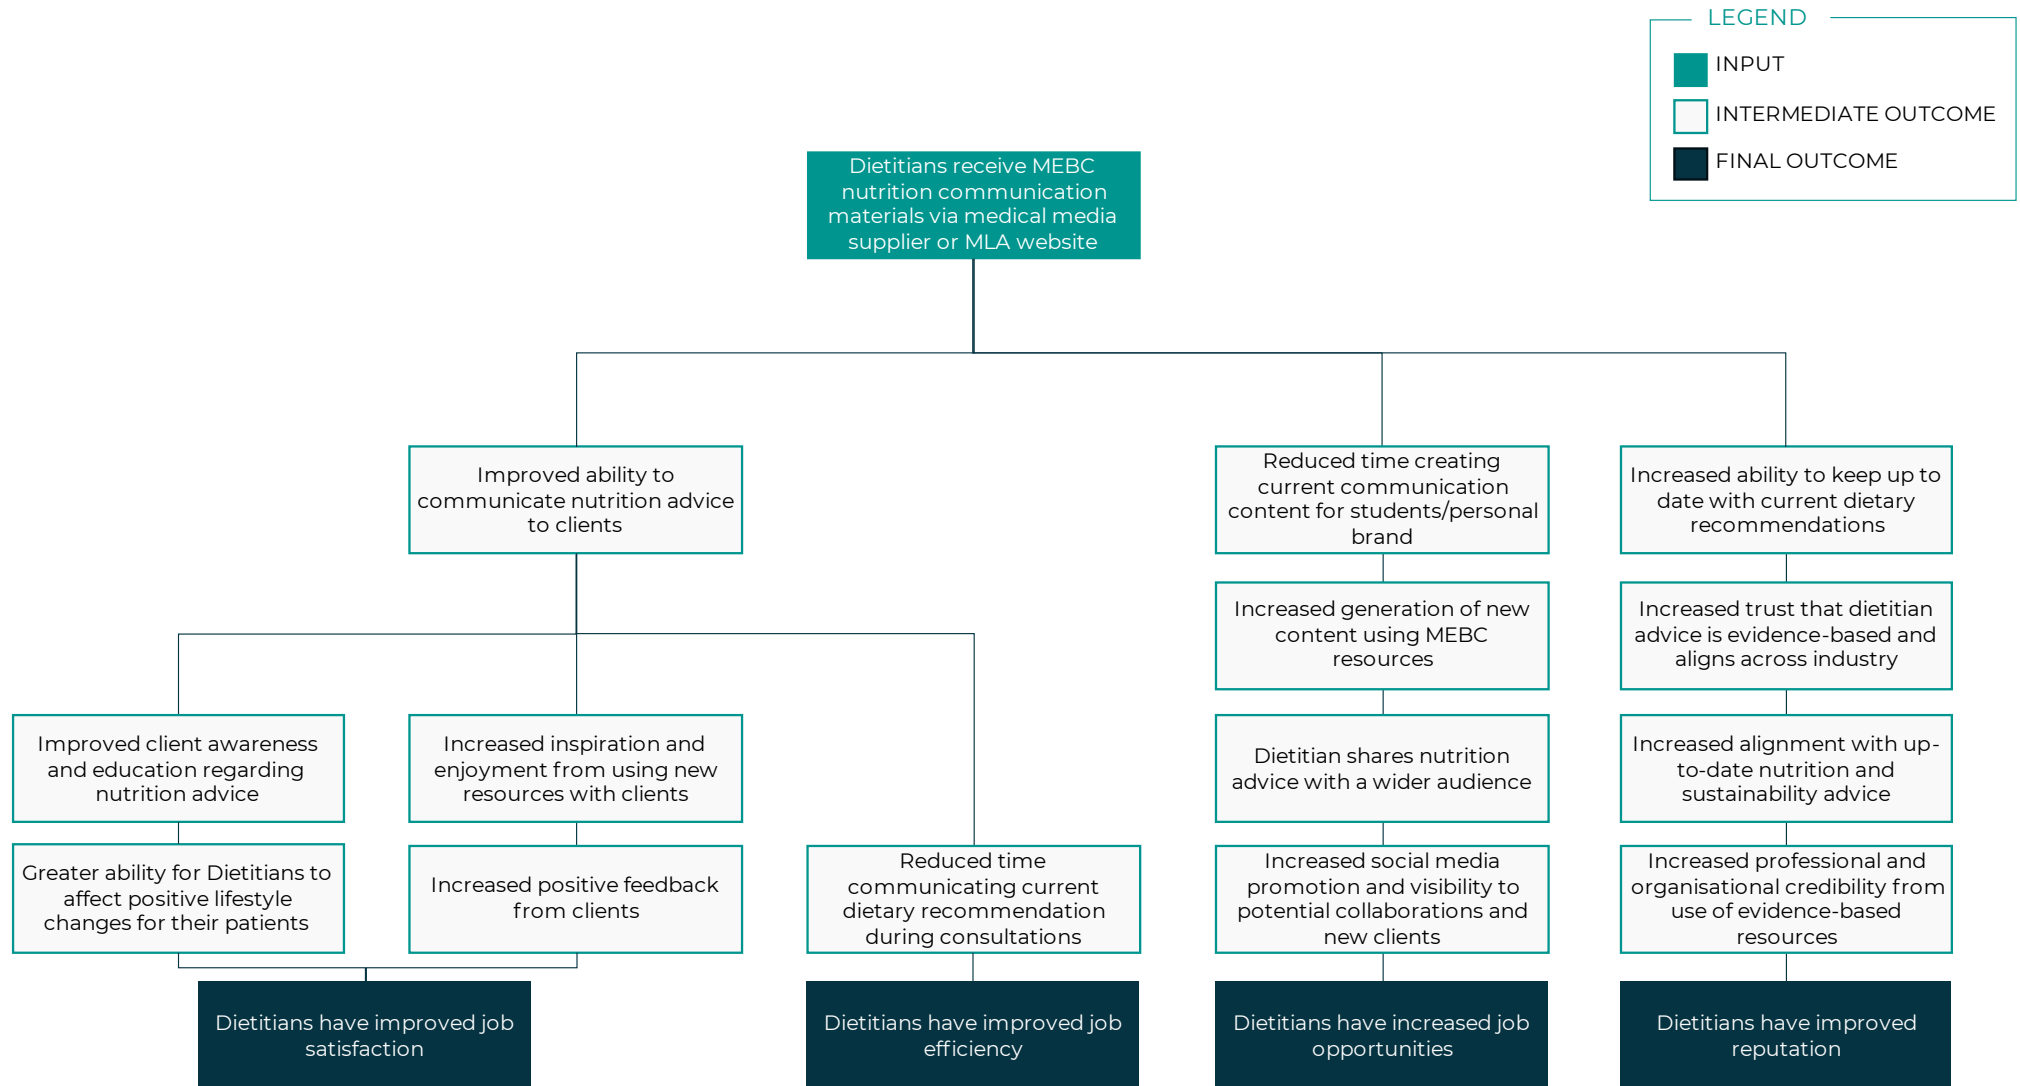 LEGEND
INPUT
INTERMEDIATE OUTCOME
FINAL OUTCOME
Dietitians receive MEBC
nutrition communication
materials via medical media
supplier or MLA website
Improved ability to
communicate nutrition advice
to clients
Reduced time creating
current communication
content for students/personal
brand
Increased ability to keep up to
date with current dietary
recommendations
Increased generation of new
content using MEBC
resources
Increased trust that dietitian
advice is evidence-based and
aligns across industry
Improved client awareness
and education regarding
nutrition advice
Increased inspiration and
enjoyment from using new
resources with clients
Dietitian shares nutrition
advice with a wider audience
Increased alignment with up-
to-date nutrition and
sustainability advice
Greater ability for Dietitians to
affect positive lifestyle
changes for their patients
Increased positive feedback
from clients
Reduced time
communicating current
dietary recommendation
during consultations
Increased social media
promotion and visibility to
potential collaborations and
new clients
Increased professional and
organisational credibility from
use of evidence-based
resources
Dietitians have improved job
satisfaction
Dietitians have improved job
efficiency
Dietitians have increased job
opportunities
Dietitians have improved
reputation